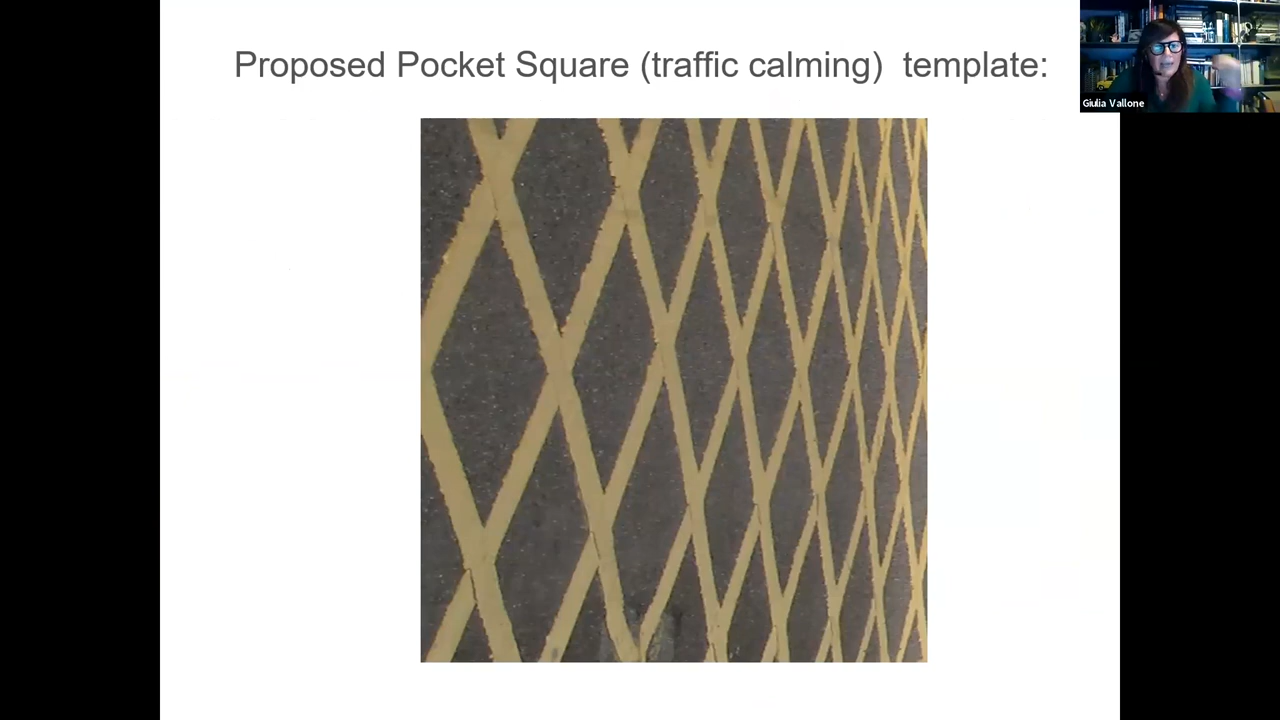 Proposed Pocket Square (traffic calming)  template:
Giulia Vallone